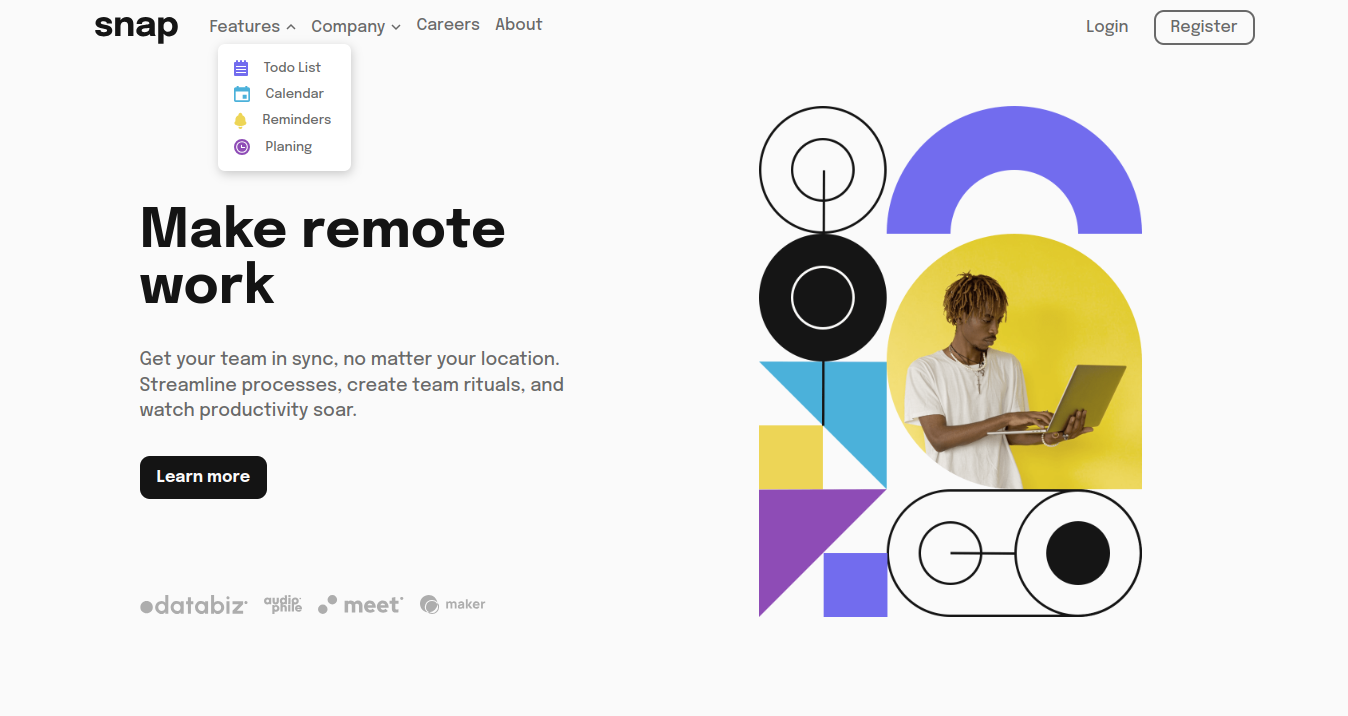 snap Features Company Careers About Login Register
Todo List
Calendar
Reminders
Planing
Make remote
work
Get your team in sync, no matter your location.
Streamline processes, create team rituals, and
watch productivity soar.
Learn more
databiz audiophile meet maker